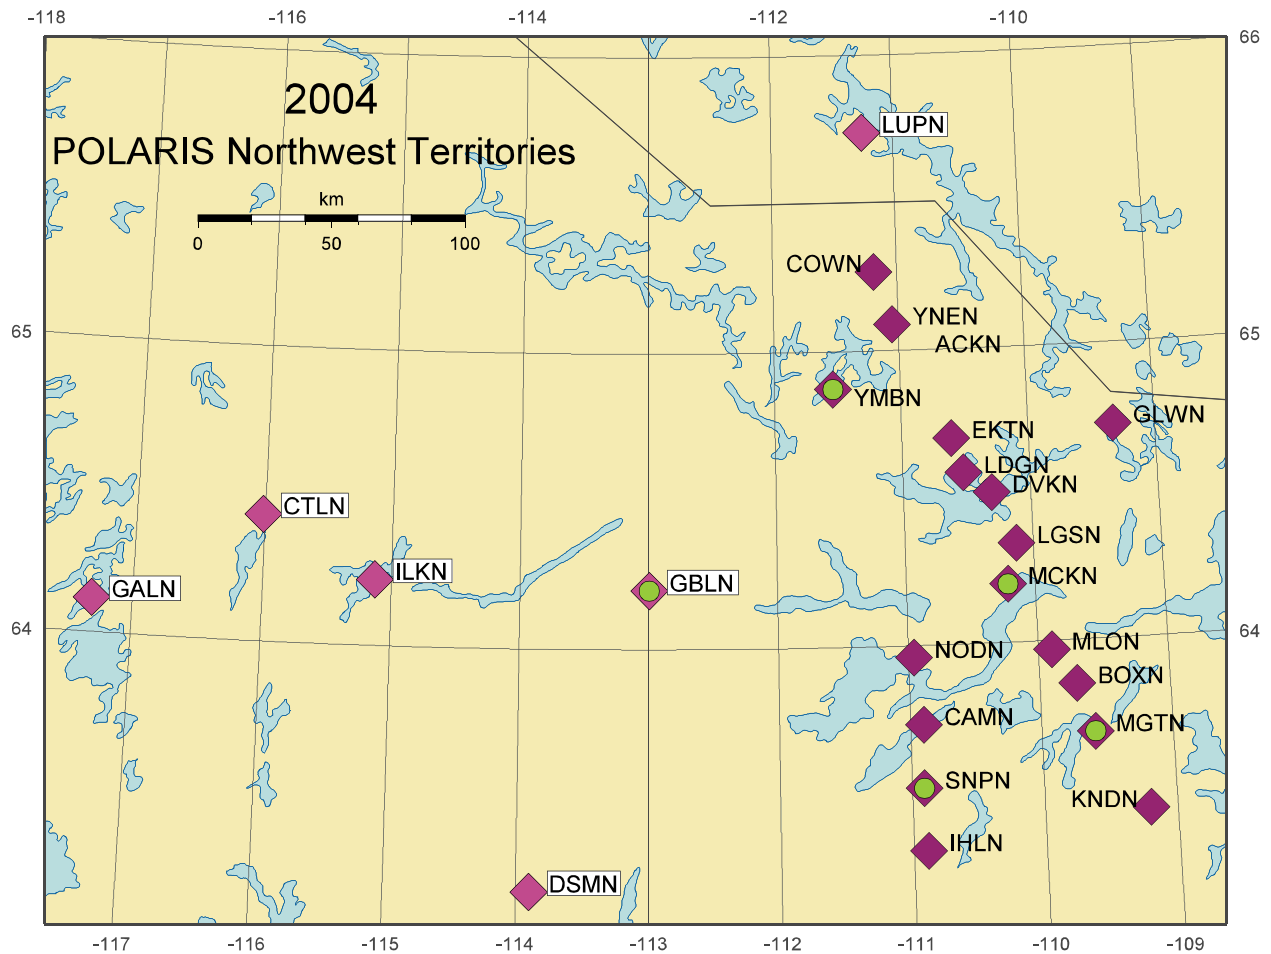 -118 -116 -114 -112 -110
66 66
2004
POLARIS Northwest Territories
km
0 50 100
LUPN
COWN
YNEN
ACKN
65 65
YMBN
GLWN
EKTN
LDGN
DVKN
CTLN
LGSN
ILKN
GBLN
MCKN
GALN
64 64
MLON
NODN
BOXN
CAMN
MGTN
SNPN
KNDN
IHLN
DSMN
-117 -116 -115 -114 -113 -112 -111 -110 -109